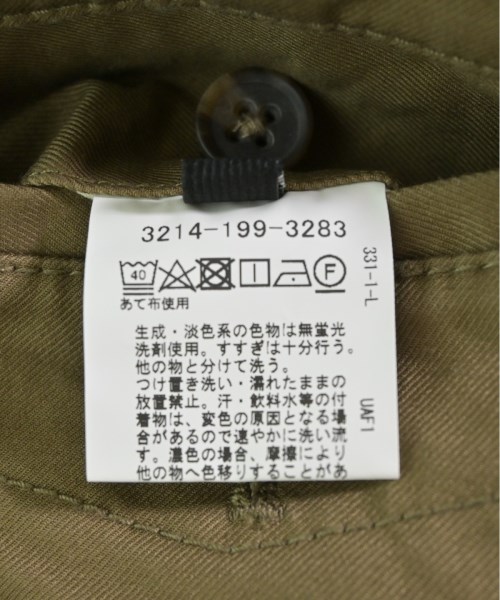 3214-199-3283
40
F
あて布使用
生成・淡色系の色物は無蛍光
洗剤使用。すすぎは十分行う。
他の物と分けて洗う。
つけ置き洗い・濡れたままの
放置禁止。汗・飲料水等の付
着物は、変色の原因となる場
合があるので速やかに洗い流
す。濃色の場合、摩擦により
他の物へ色移りすることがあ
331-1-L
UAF1